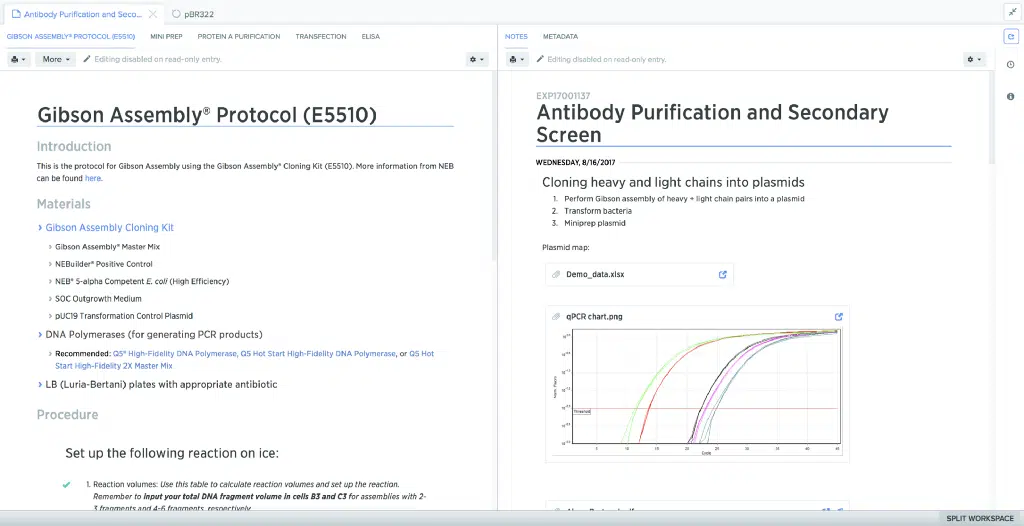 Antibody Purification and Seco...
pBR322
GIBSON ASSEMBLY® PROTOCOL (E5510)
MINI PREP
PROTEIN A PURIFICATION
TRANSFECTION
ELISA
More
Editing disabled on read-only entry.
Gibson Assembly® Protocol (E5510)
Introduction
This is the protocol for Gibson Assembly using the Gibson Assembly® Cloning Kit (E5510). More information from NEB
can be found here.
Materials
Gibson Assembly Cloning Kit
Gibson Assembly® Master Mix
NEBuilder® Positive Control
NEB® 5-alpha Competent E. coli (High Efficiency)
SOC Outgrowth Medium
pUC19 Transformation Control Plasmid
DNA Polymerases (for generating PCR products)
Recommended: Q5® High-Fidelity DNA Polymerase, Q5 Hot Start High-Fidelity DNA Polymerase, or Q5 Hot
Start High-Fidelity 2X Master Mix
LB (Luria-Bertani) plates with appropriate antibiotic
Procedure
Set up the following reaction on ice:
1. Reaction volumes: Use this table to calculate reaction volumes and set up the reaction.
Remember to input your total DNA fragment volume in cells B3 and C3 for assemblies with 2-
3 fragments and 4-6 fragments, respectively.
NOTES
METADATA
Editing disabled on read-only entry.
EXP17001137
Antibody Purification and Secondary
Screen
WEDNESDAY, 8/16/2017
Cloning heavy and light chains into plasmids
1. Perform Gibson assembly of heavy + light chain pairs into a plasmid
2. Transform bacteria
3. Miniprep plasmid
Plasmid map:
Demo_data.xlsx
qPCR chart.png
Threshold
5 10 15 20 25 30 35 40 45
Cycle
SPLIT WORKSPACE